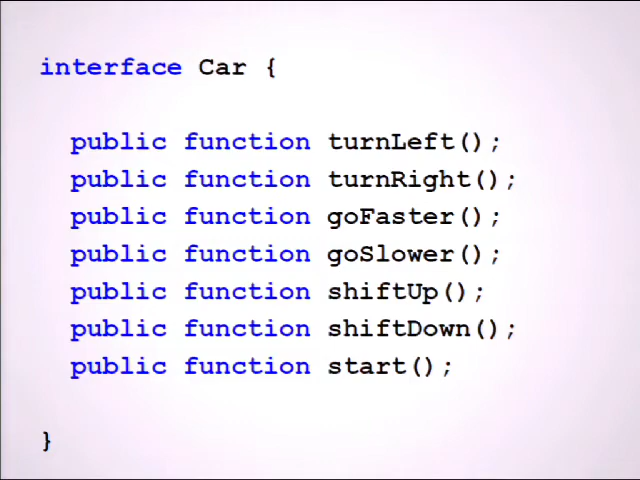 interface Car {
public function turnLeft();
public function turnRight();
public function goFaster();
public function goSlower();
public function shiftUp();
public function shiftDown();
public function start();
}